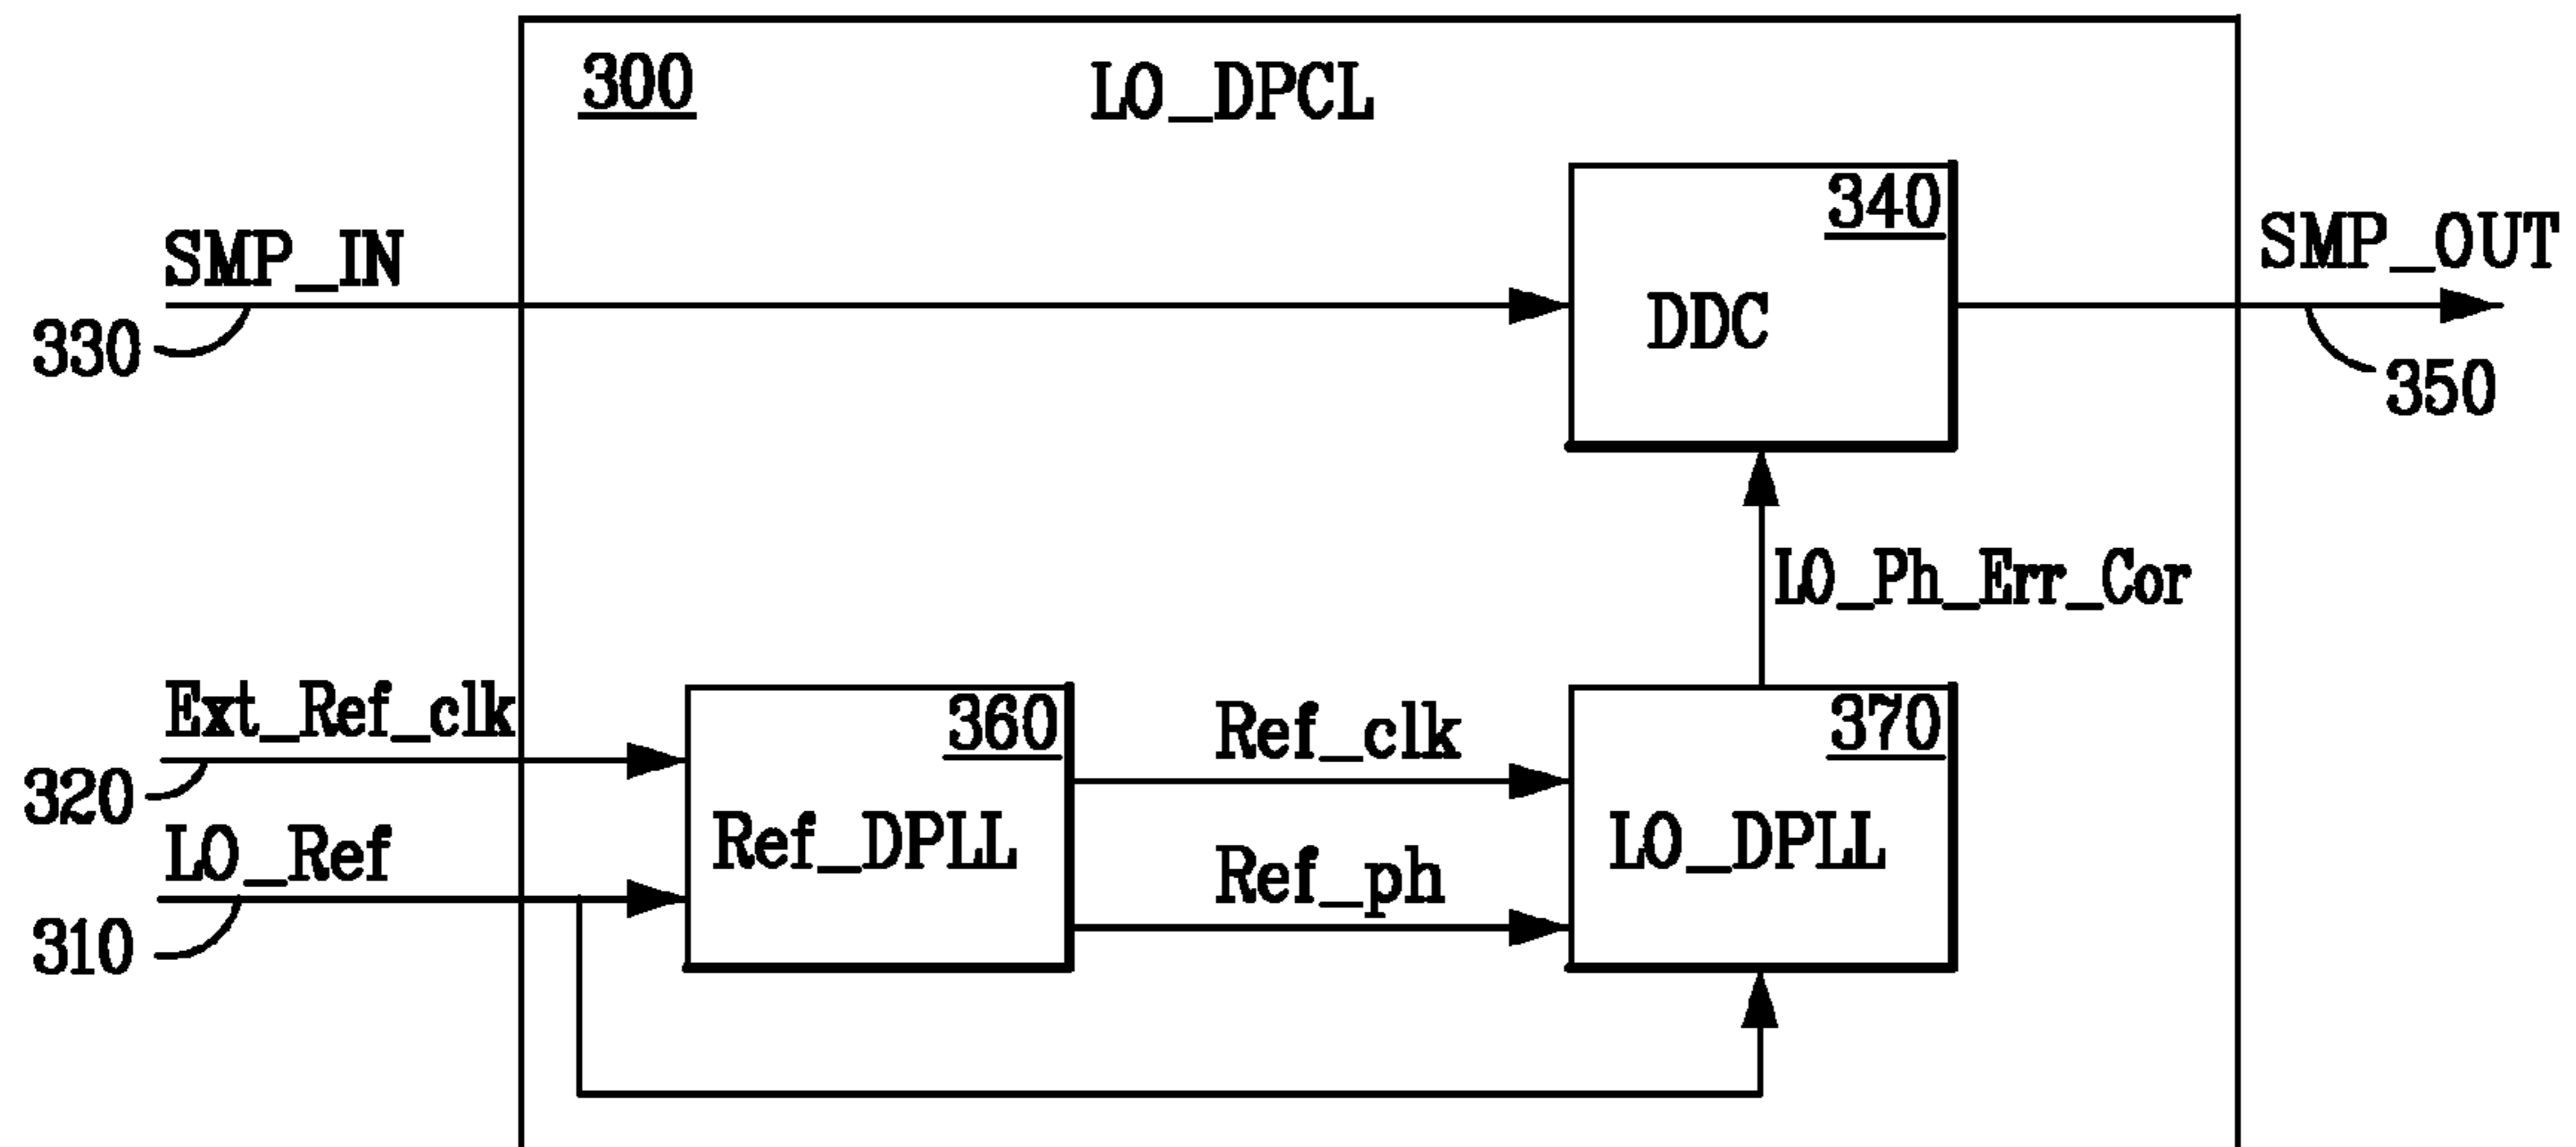 300
LO_DPCL
340
SMP_IN
SMP_OUT
330
DDC
350
LO_Ph_Err_Cor
Ext_Ref_clk
360
Ref_clk
370
320
LO_Ref
Ref_DPLL
Ref_ph
LO_DPLL
310